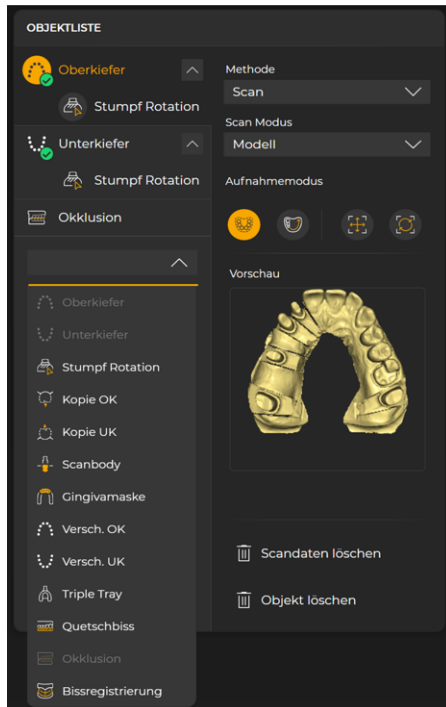 OBJEKTLISTE
Oberkiefer
Stumpf Rotation
Unterkiefer
Stumpf Rotation
Okklusion
Oberkiefer
Unterkiefer
Stumpf Rotation
Kopie OK
Kopie UK
Scanbody
Gingivamaske
Versch. OK
Versch. UK
Triple Tray
Quetschbiss
Okklusion
Bissregistrierung
Methode
Scan
Scan Modus
Modell
Aufnahmemodus
Vorschau
Scandaten löschen
Objekt löschen